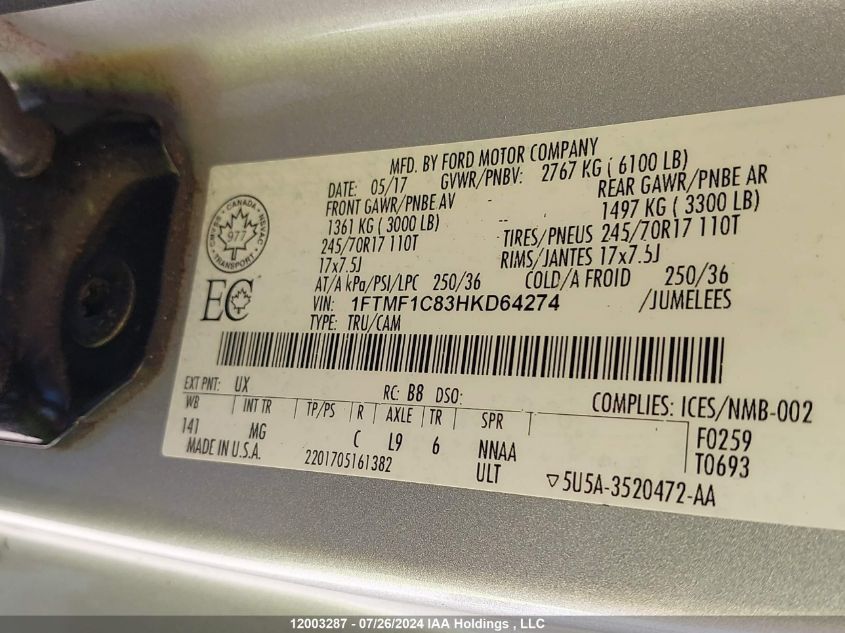 MFD. BY FORD MOTOR COMPANY
DATE: 05/17 GVWR/PNBV: 2767 KG ( 6100 LB)
FRONT GAWR/PNBE AV REAR GAWR/PNBE AR
1361 KG ( 3000 LB) 1497 KG ( 3300 LB)
245/70R17 110T TIRES/PNEUS 245/70R17 110T
17x7.5J RIMS/JANTES 17x7.5J
AT/A kPa/PSI/LPC 250/36 COLD/A FROID 250/36
VIN: 1FTMF1C83HKD64274 /JUMELEES
TYPE: TRU/CAM
CANADA
977
TRANSPORT
EC
EXT PNT: UX RC: B8 DSO: COMPLIES: ICES/NMB-002
WB INT TR TP/PS R AXLE TR SPR F0259
141 MG C L9 6 NNAA T0693
MADE IN U.S.A. 2201705161382 ULT ▽5U5A-3520472-AA
12003287 - 07/26/2024 IAA Holdings , LLC